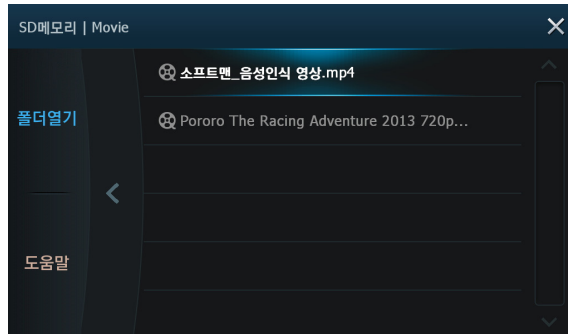 SD메모리 | Movie
소프트맨_음성인식 영상.mp4
폴더열기
Pororo The Racing Adventure 2013 720p...
도움말